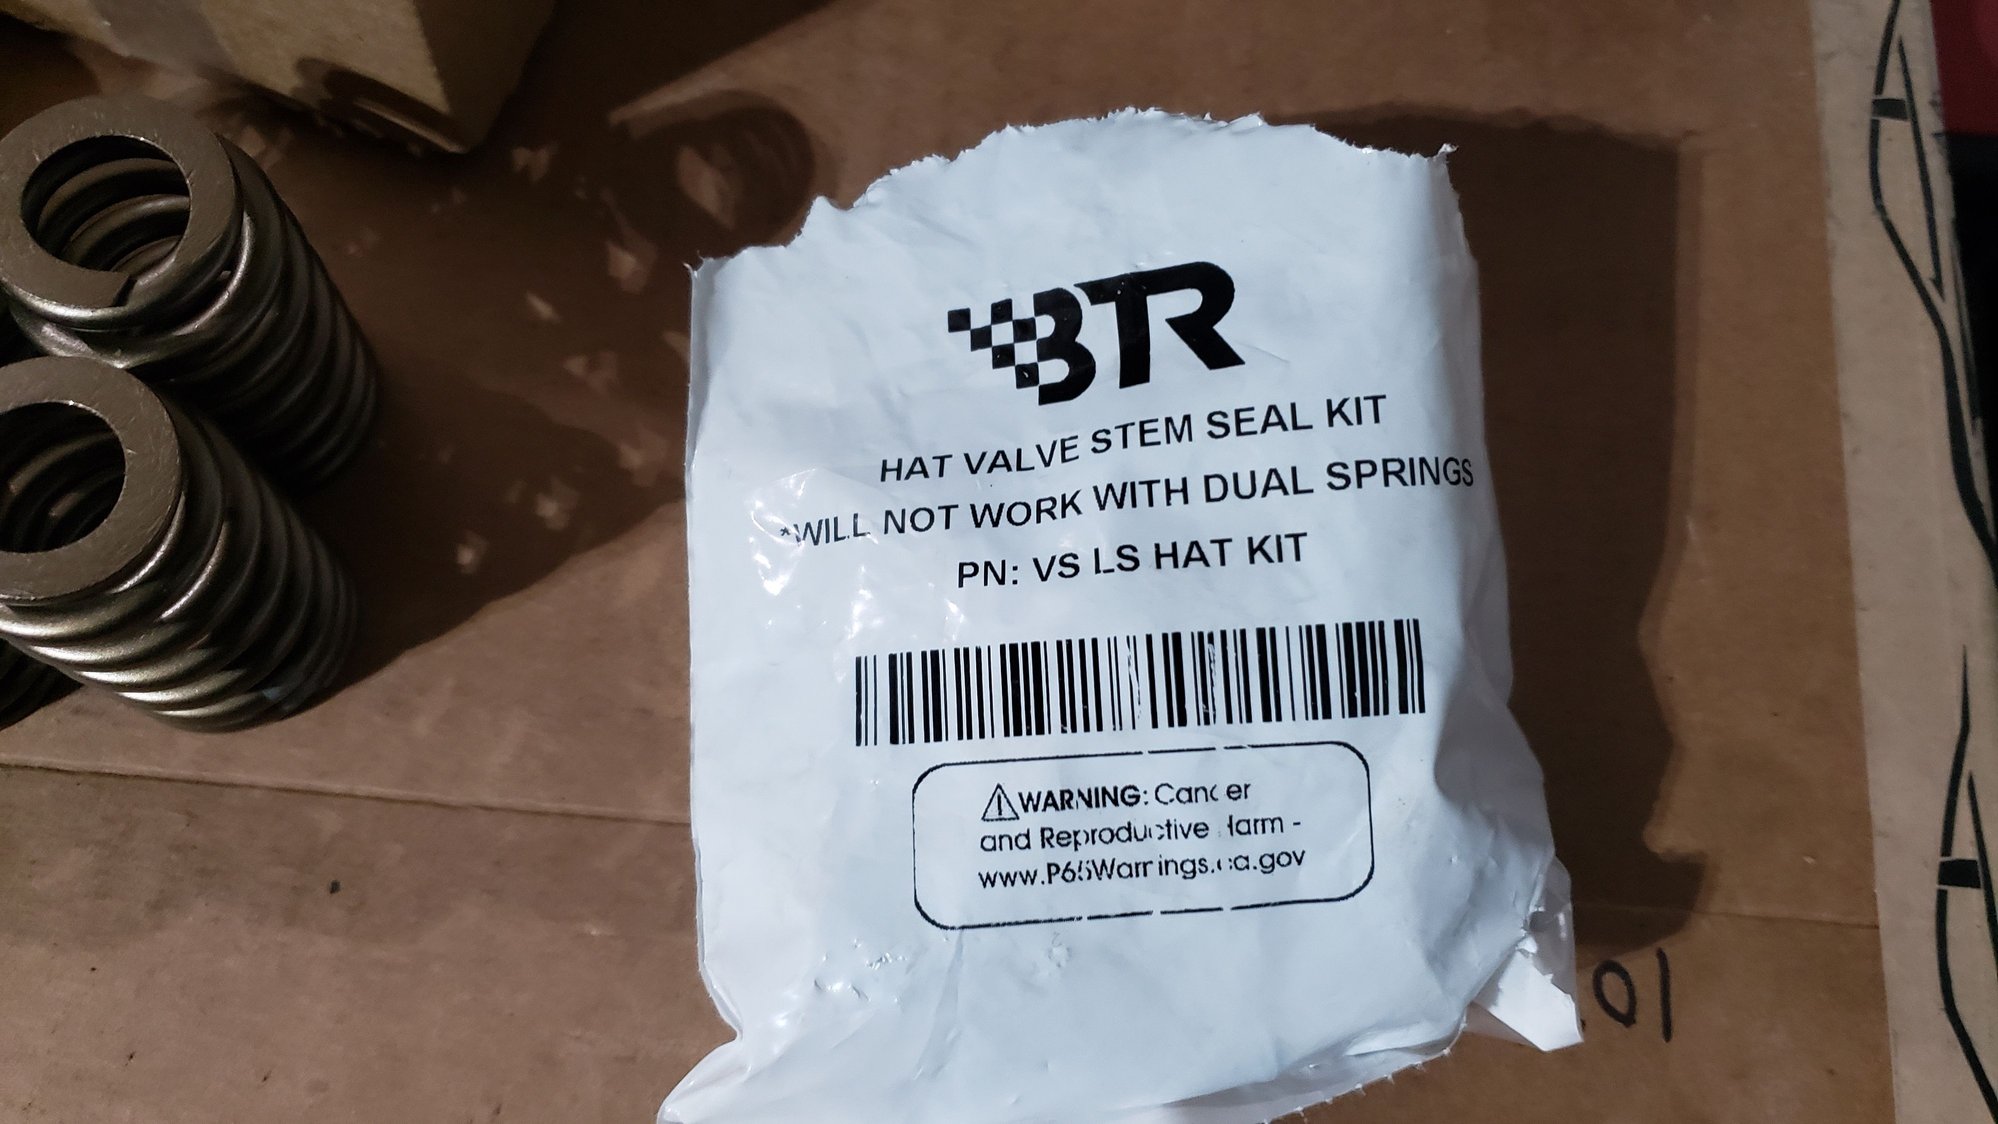 BTR
HAT VALVE STEM SEAL KIT
*WILL NOT WORK WITH DUAL SPRINGS
PN: VS LS HAT KIT
WARNING: Cancer
and Reproductive Harm -
www.P65Warnings.ca.gov
01